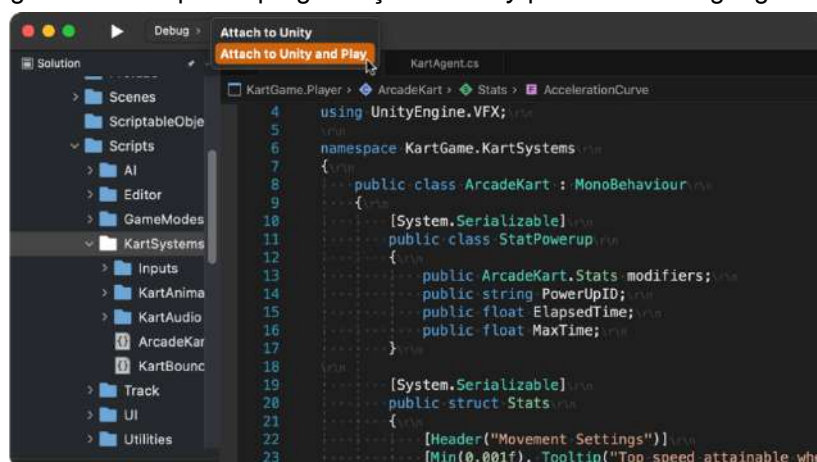 Debug
Attach to Unity
Attach to Unity and Play
Solution
KartAgent.cs
KartGame.Player › ArcadeKart › Stats › AccelerationCurve
Scenes
ScriptableObje
Scripts
AI
Editor
GameModes
KartSystems
Inputs
KartAnima
KartAudio
ArcadeKar
KartBounc
Track
UI
Utilities
4 using UnityEngine.VFX;\r\n
5 \r\n
6 namespace KartGame.KartSystems\r\n
7 {\r\n
8 public class ArcadeKart : MonoBehaviour\r\n
9 {\r\n
10 [System.Serializable]\r\n
11 public class StatPowerup\r\n
12 {\r\n
13 public ArcadeKart.Stats modifiers;\r\n
14 public string PowerUpID;\r\n
15 public float ElapsedTime;\r\n
16 public float MaxTime;\r\n
17 }\r\n
18 \r\n
19 [System.Serializable]\r\n
20 public struct Stats\r\n
21 {\r\n
22 [Header("Movement Settings")]\r\n
23 [Min(0.001f), Tooltip("Top speed attainable whe